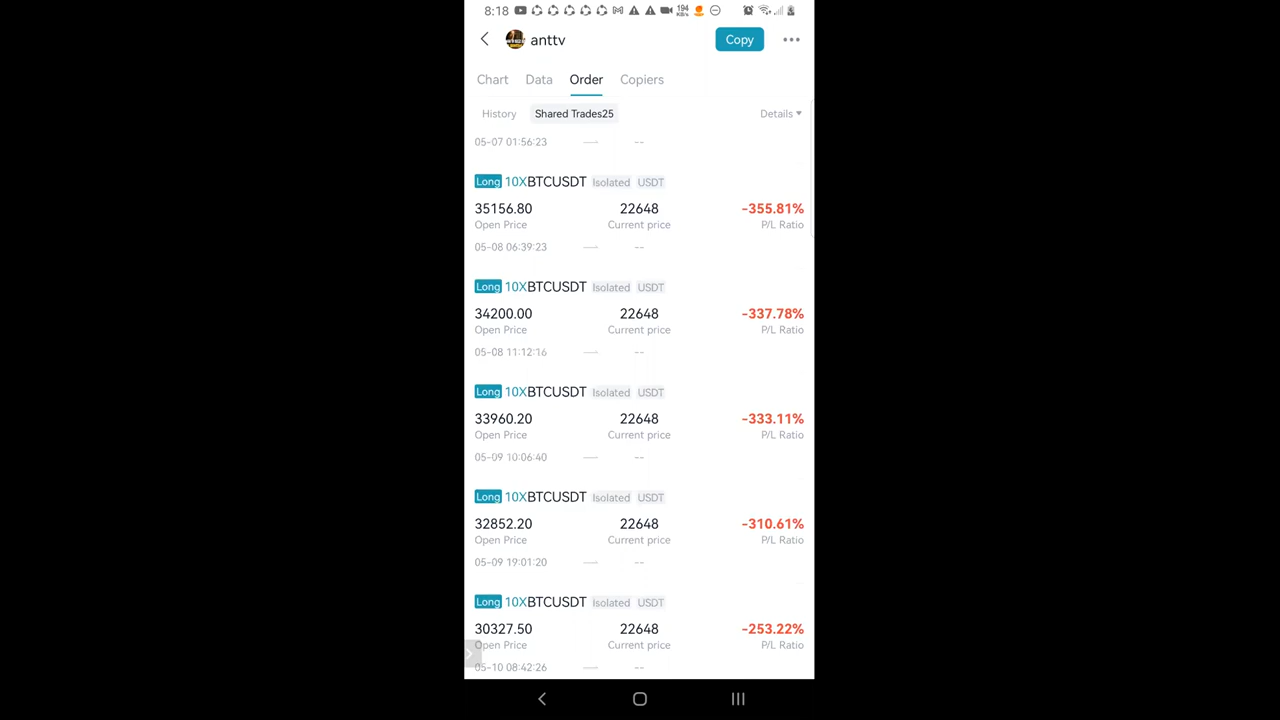 8:18 194 KB/s
anttv Copy
Chart Data Order Copiers
History Shared Trades25 Details
05-07 01:56:23 --
Long 10XBTCUSDT Isolated USDT
35156.80 22648 -355.81%
Open Price Current price P/L Ratio
05-08 06:39:23 --
Long 10XBTCUSDT Isolated USDT
34200.00 22648 -337.78%
Open Price Current price P/L Ratio
05-08 11:12:16 --
Long 10XBTCUSDT Isolated USDT
33960.20 22648 -333.11%
Open Price Current price P/L Ratio
05-09 10:06:40 --
Long 10XBTCUSDT Isolated USDT
32852.20 22648 -310.61%
Open Price Current price P/L Ratio
05-09 19:01:20 --
Long 10XBTCUSDT Isolated USDT
30327.50 22648 -253.22%
Open Price Current price P/L Ratio
05-10 08:42:26 --